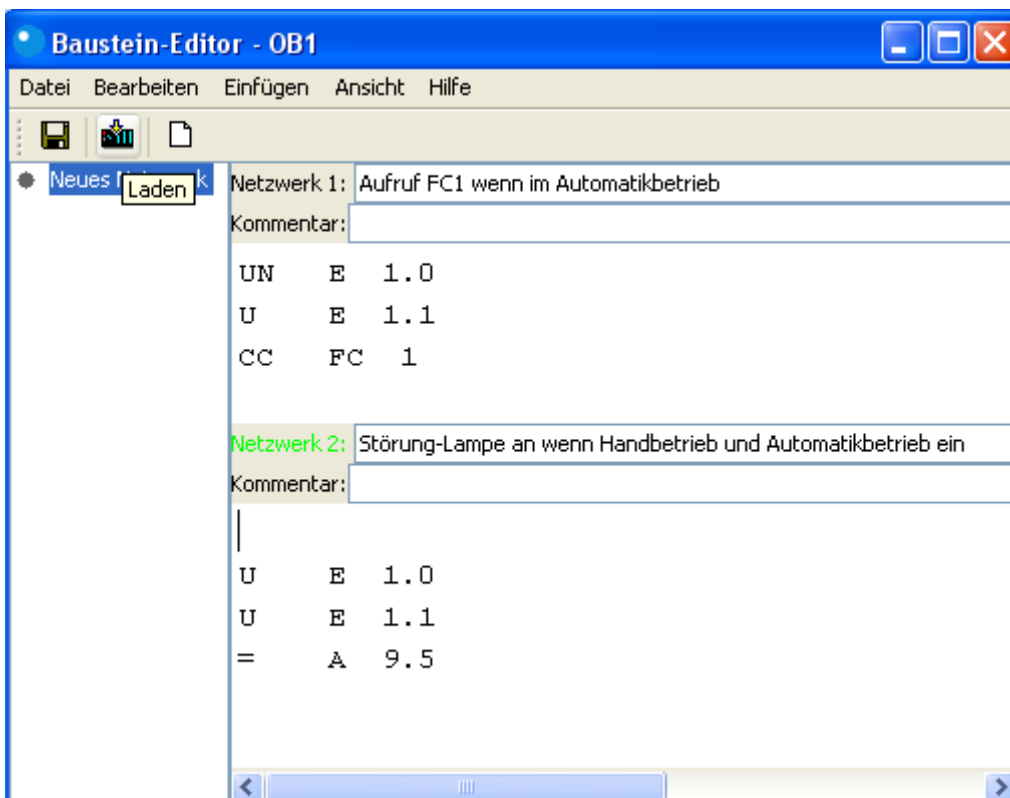 Baustein-Editor - OB1
Datei Bearbeiten Einfügen Ansicht Hilfe
Neues k
Laden
Netzwerk 1: Aufruf FC1 wenn im Automatikbetrieb
Kommentar:
UN E 1.0
U E 1.1
CC FC 1
Netzwerk 2: Störung-Lampe an wenn Handbetrieb und Automatikbetrieb ein
Kommentar:
U E 1.0
U E 1.1
= A 9.5